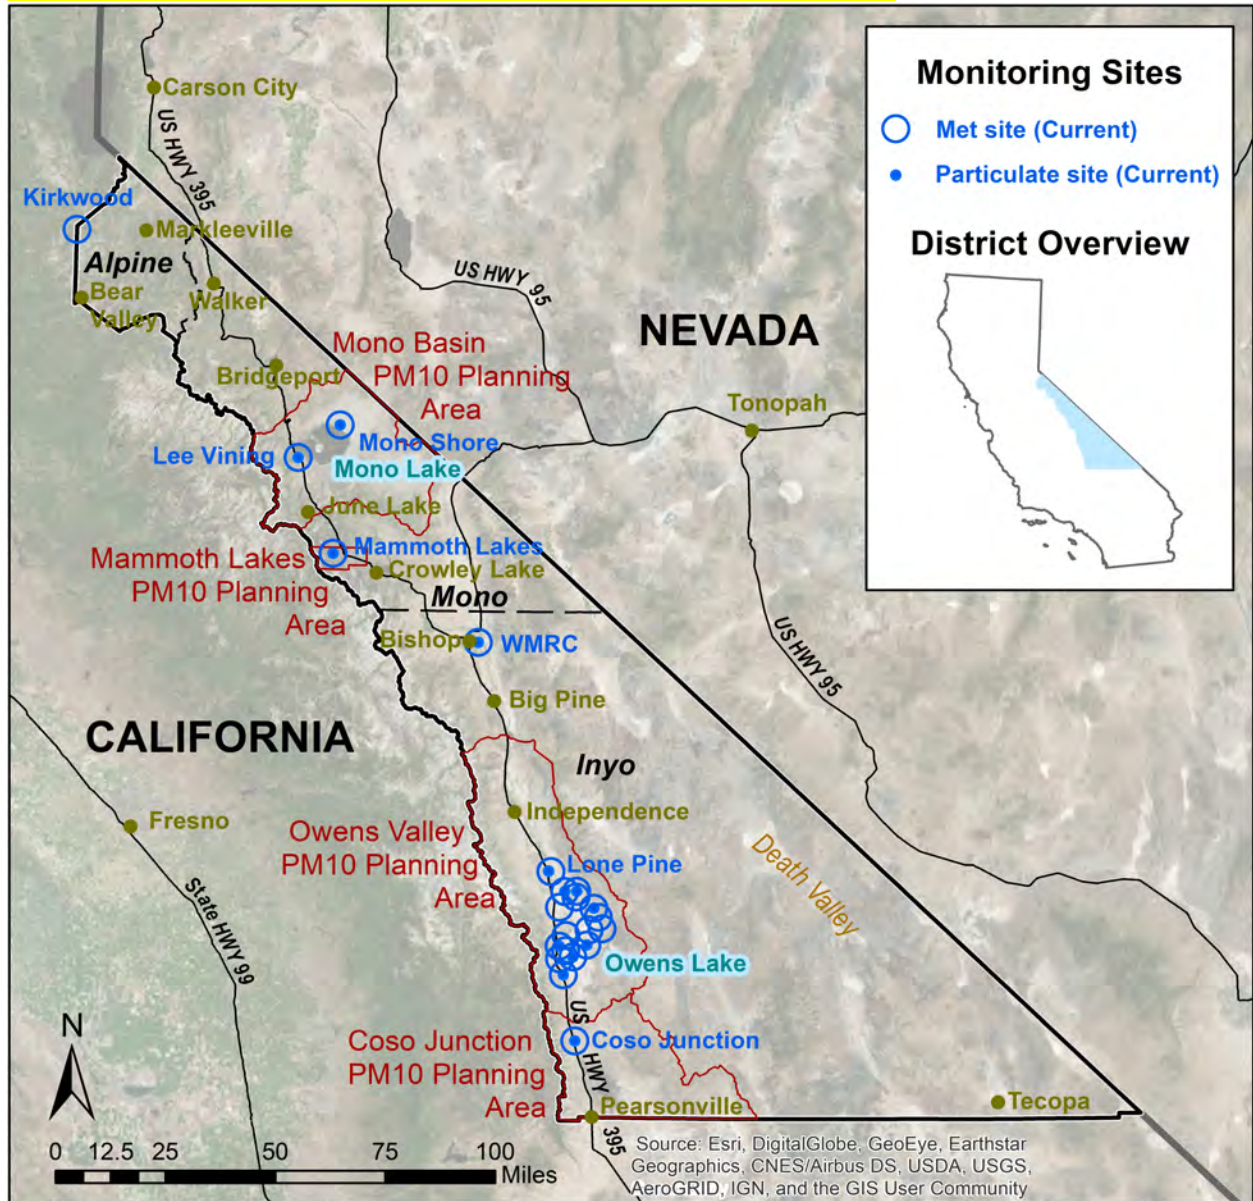 Carson City
US HWY 395
Kirkwood
Markleeville
Alpine
Bear
Valley
Walker
US HWY 95
NEVADA
Mono Basin
PM10 Planning
Area
Bridgeport
Tonopah
Mono Shore
Lee Vining
Mono Lake
June Lake
Mammoth Lakes
Mammoth Lakes
PM10 Planning
Area
Crowley Lake
Mono
Bishop
WMRC
US HWY 95
Big Pine
CALIFORNIA
Inyo
Independence
Fresno
Owens Valley
PM10 Planning
Area
Lone Pine
Death Valley
State HWY 99
Owens Lake
Coso Junction
PM10 Planning
Area
Coso Junction
US HWY 395
Pearsonville
Tecopa
N
0 12.5 25 50 75 100
Miles
Source: Esri, DigitalGlobe, GeoEye, Earthstar
Geographics, CNES/Airbus DS, USDA, USGS,
AeroGRID, IGN, and the GIS User Community
Monitoring Sites
Met site (Current)
Particulate site (Current)
District Overview